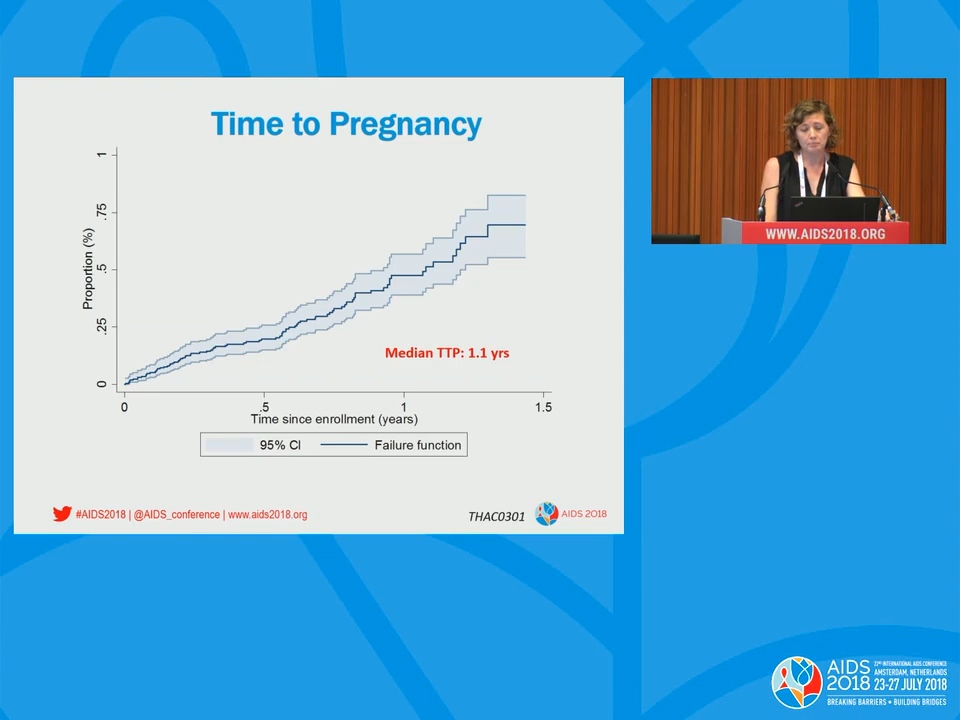 Time to Pregnancy
Proportion (%)
1
.75
.5
.25
0
Median TTP: 1.1 yrs
0
.5
1
1.5
Time since enrollment (years)
95% CI
Failure function
#AIDS2018 | @AIDS_conference | www.aids2018.org
THAC0301
AIDS 2018
WWW.AIDS2018.ORG
AIDS
2018
22ND INTERNATIONAL AIDS CONFERENCE
AMSTERDAM, NETHERLANDS
23-27 JULY 2018
BREAKING BARRIERS • BUILDING BRIDGES